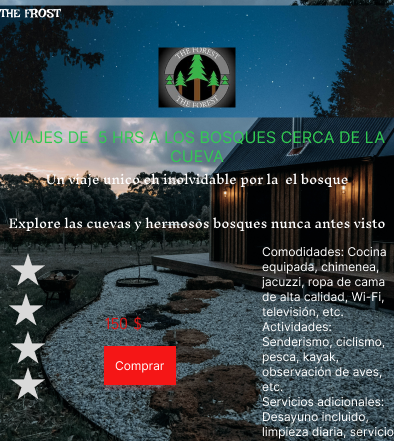 THE FROST
THE FOREST
THE FOREST
VIAJES DE 5 HRS A LOS BOSQUES CERCA DE LA
CUEVA
Un viaje unico eh inolvidable por la el bosque
Explore las cuevas y hermosos bosques nunca antes visto
Comodidades: Cocina
equipada, chimenea,
jacuzzi, ropa de cama
de alta calidad, Wi-Fi,
televisión, etc.
Actividades:
Senderismo, ciclismo,
pesca, kayak,
observación de aves,
etc.
Servicios adicionales:
Desayuno incluido,
limpieza diaria, servicio
150 $
Comprar